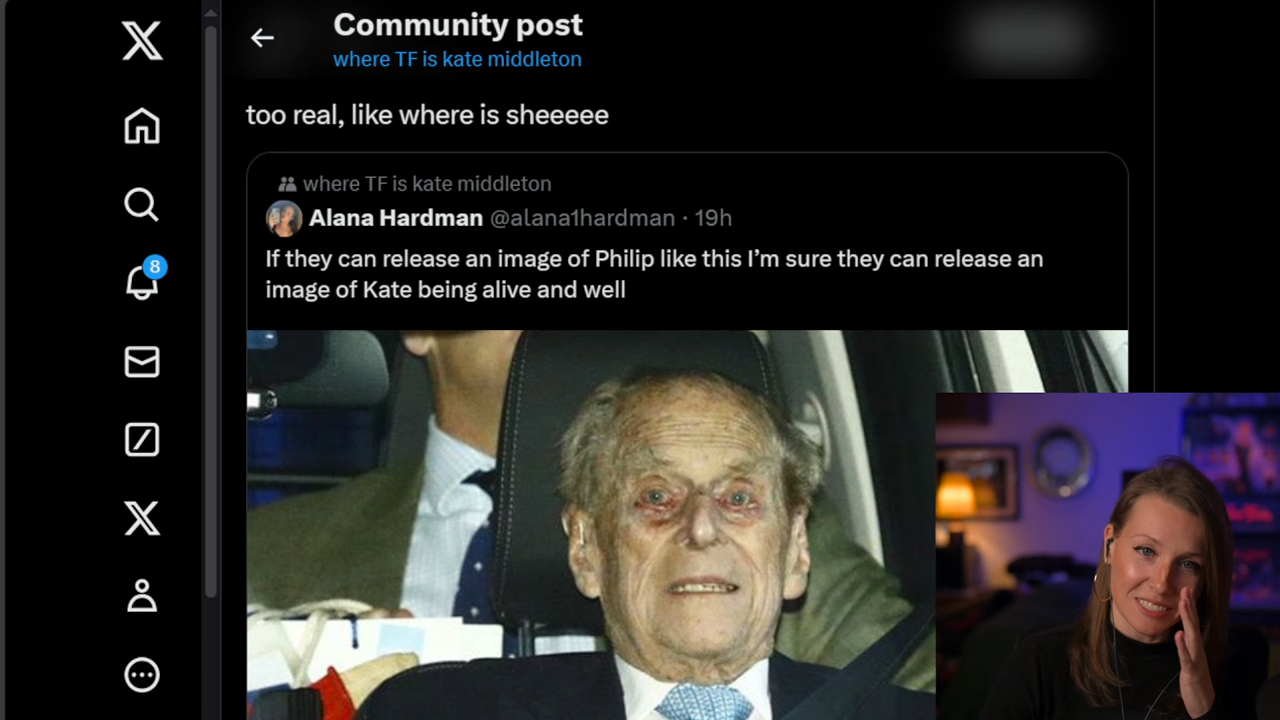 Community post
where TF is kate middleton
too real, like where is sheeeee
where TF is kate middleton
Alana Hardman @alana1hardman · 19h
If they can release an image of Philip like this I’m sure they can release an
image of Kate being alive and well
8